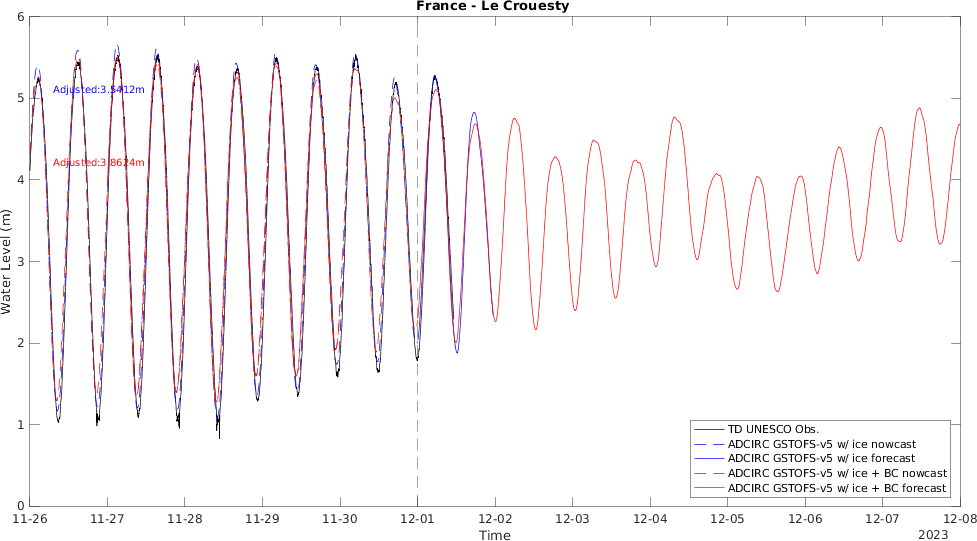 France - Le Crouesty
6
5
4
3
2
1
0
Water Level (m)
Adjusted:3.5412m
Adjusted:3.8624m
TD UNESCO Obs.
ADCIRC GSTOFS-v5 w/ ice nowcast
ADCIRC GSTOFS-v5 w/ ice forecast
ADCIRC GSTOFS-v5 w/ ice + BC nowcast
ADCIRC GSTOFS-v5 w/ ice + BC forecast
11-26 11-27 11-28 11-29 11-30 12-01 12-02 12-03 12-04 12-05 12-06 12-07 12-08
Time
2023